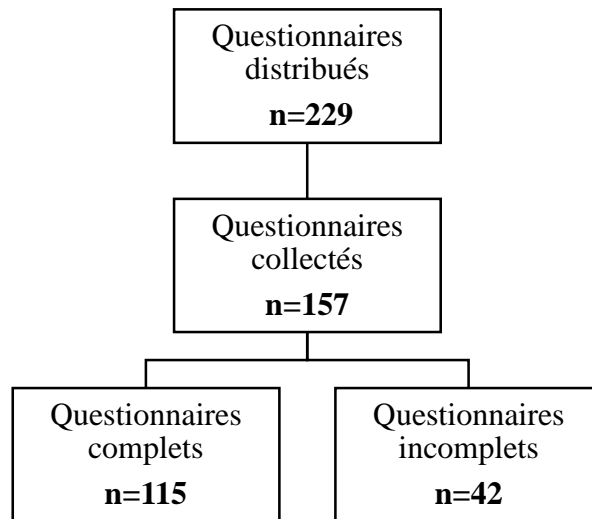 Questionnaires
distribués
n=229
Questionnaires
collectés
n=157
Questionnaires
complets
n=115
Questionnaires
incomplets
n=42